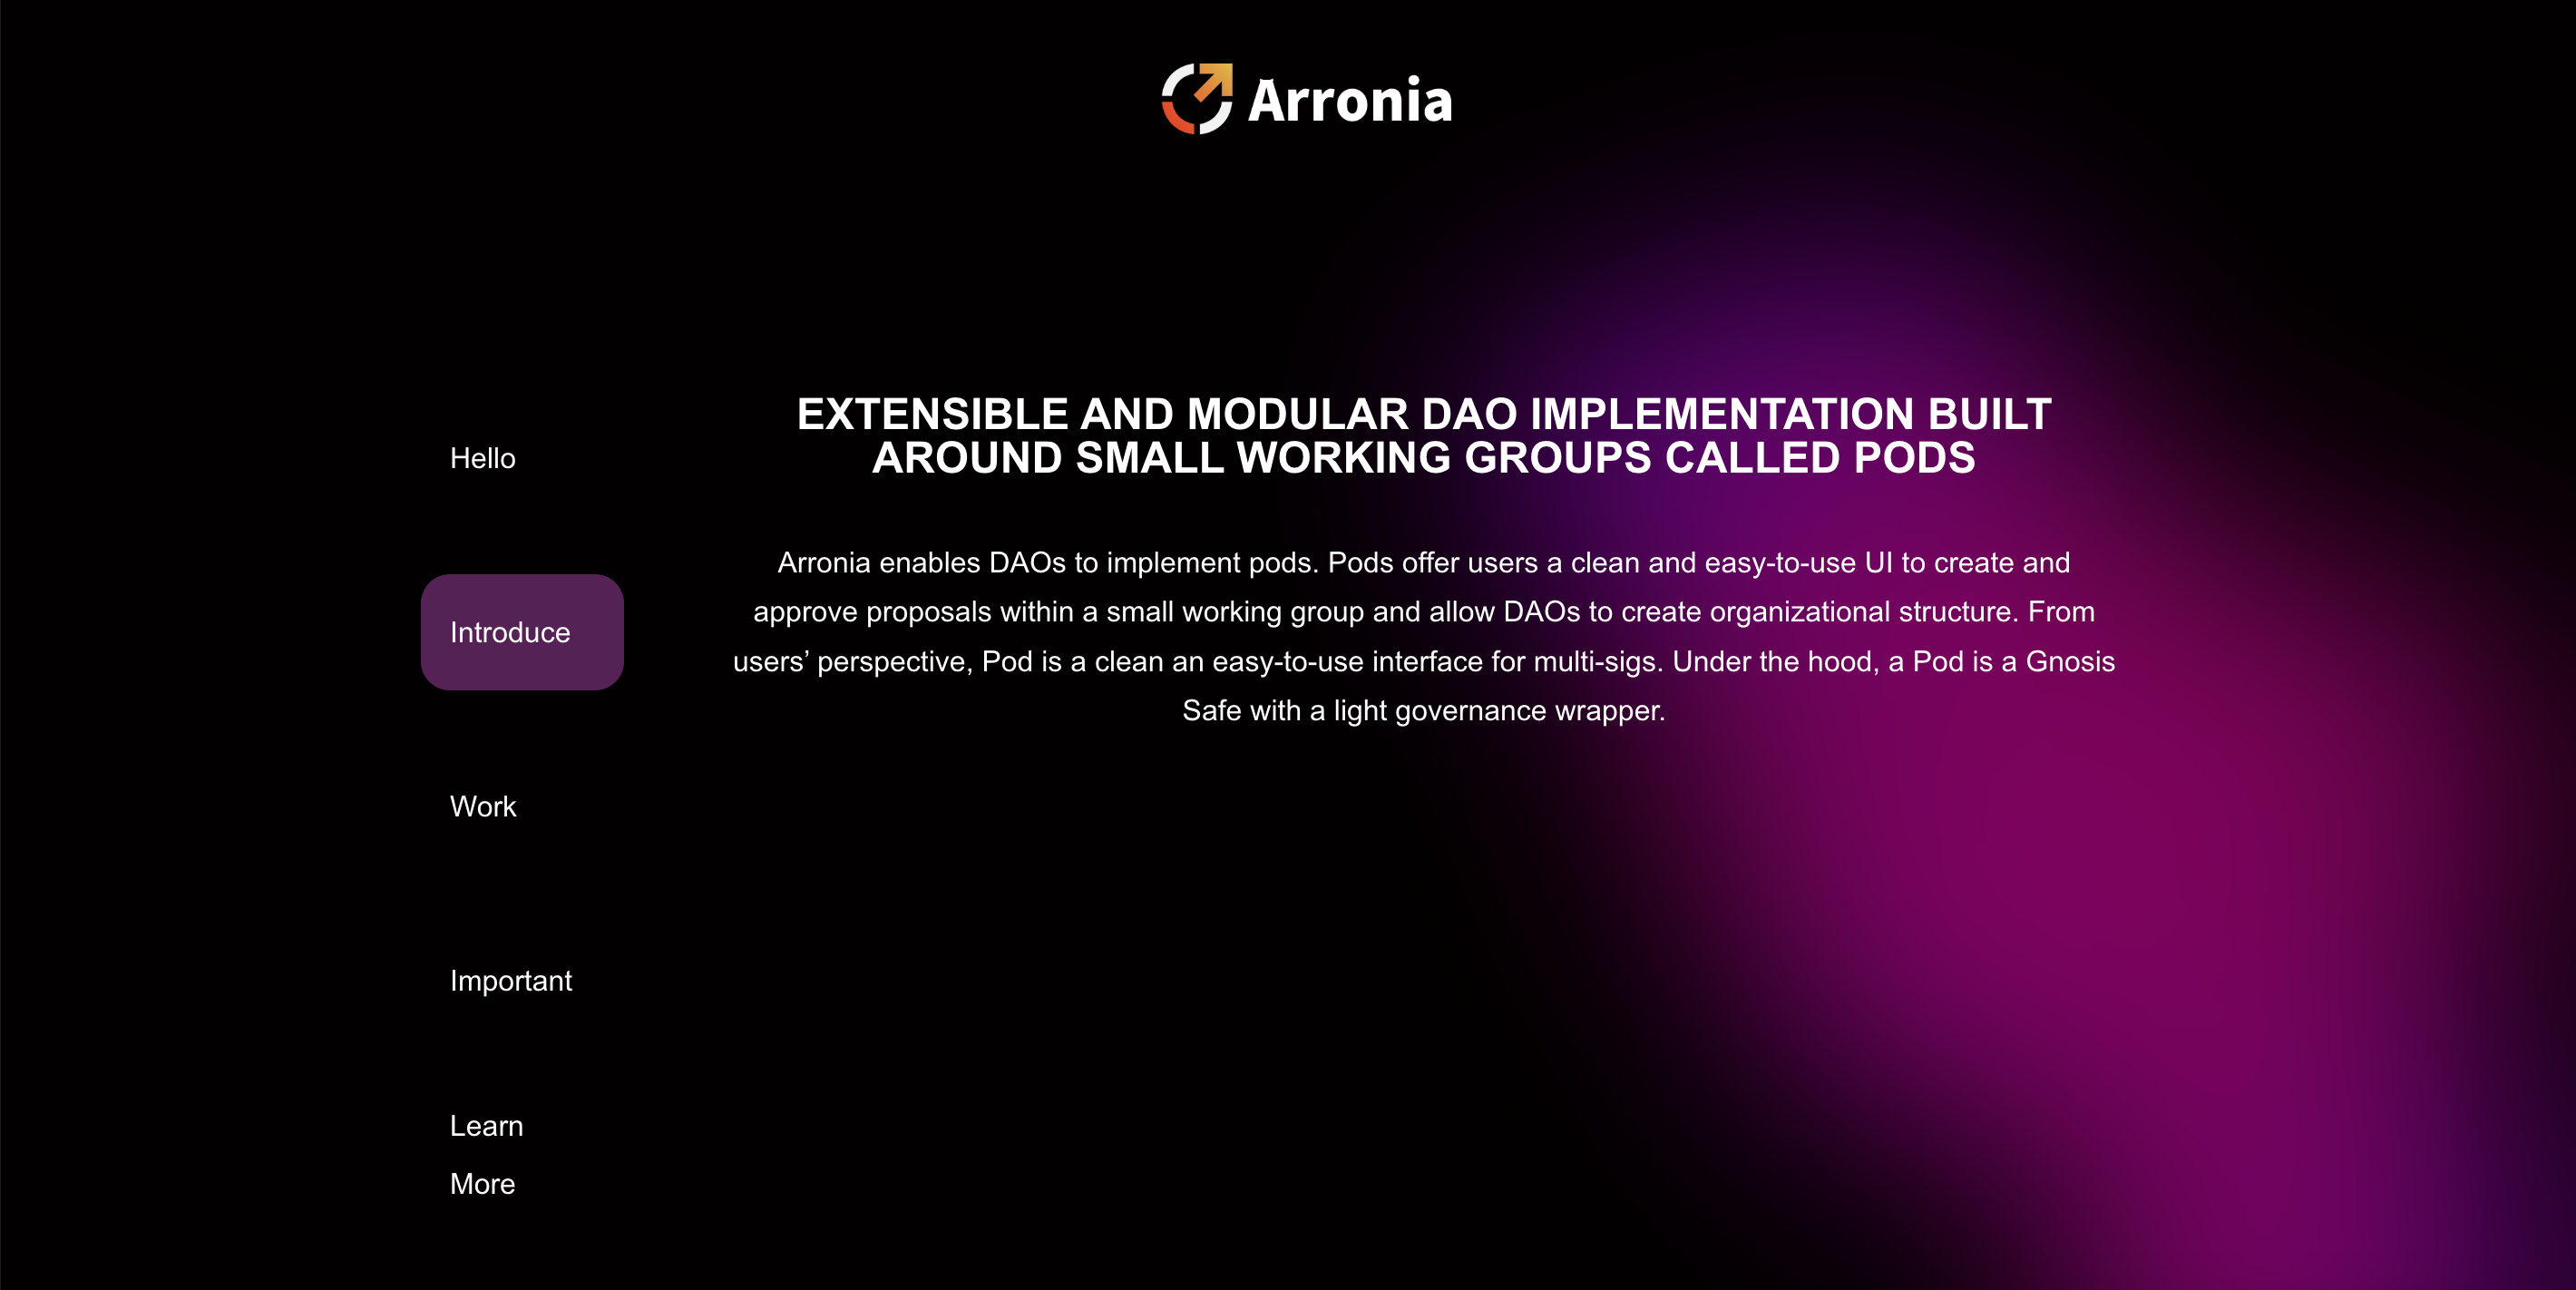 Arronia
Hello
Introduce
Work
Important
Learn
More
EXTENSIBLE AND MODULAR DAO IMPLEMENTATION BUILT
AROUND SMALL WORKING GROUPS CALLED PODS
Arronia enables DAOs to implement pods. Pods offer users a clean and easy-to-use UI to create and
approve proposals within a small working group and allow DAOs to create organizational structure. From
users’ perspective, Pod is a clean an easy-to-use interface for multi-sigs. Under the hood, a Pod is a Gnosis
Safe with a light governance wrapper.